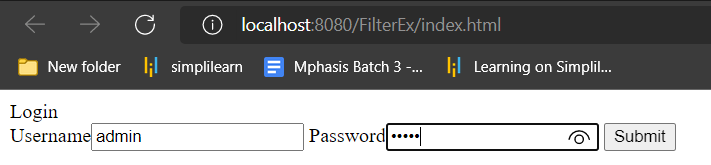 localhost:8080/FilterEx/index.html
New folder simplilearn Mphasis Batch 3 -... Learning on Simplil...
Login
Username admin Password ••••• Submit